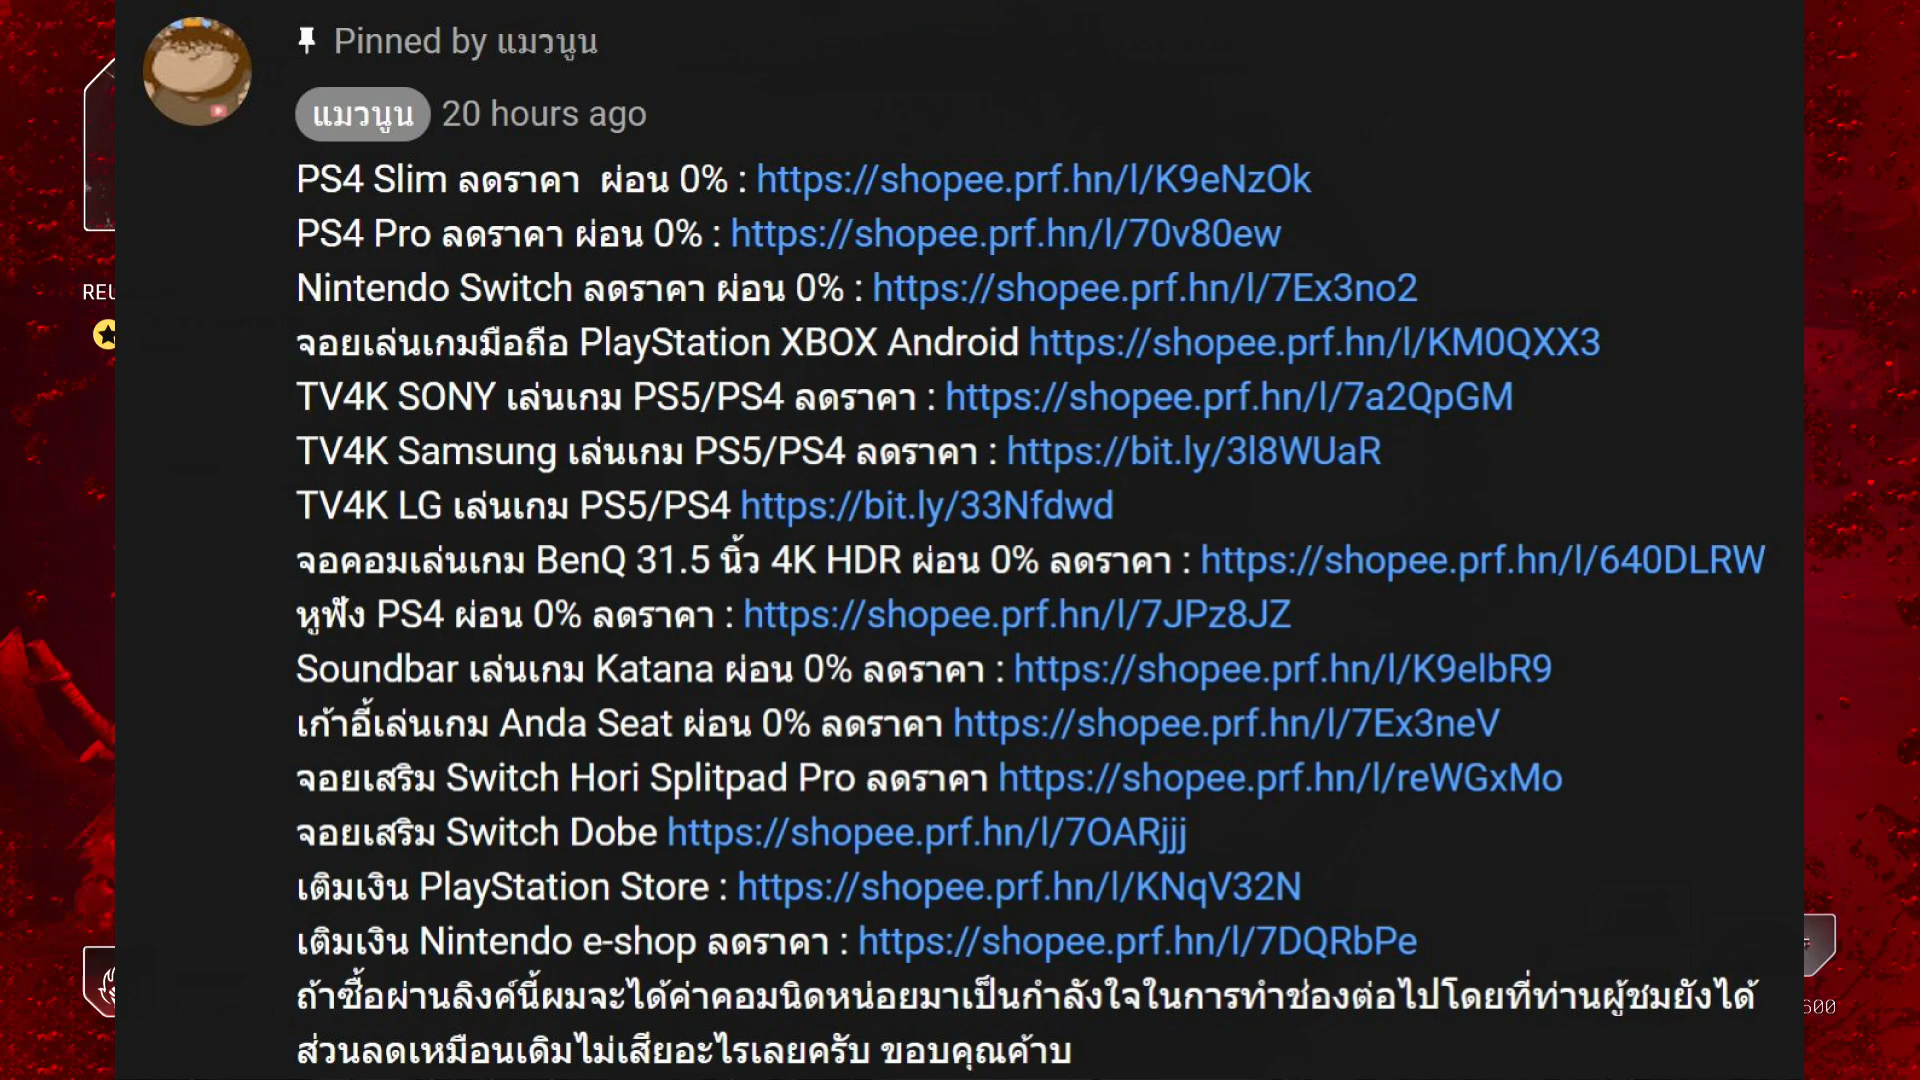 Pinned by แมวนูน
แมวนูน 20 hours ago
PS4 Slim ลดราคา ผ่อน 0% : https://shopee.prf.hn/l/K9eNzOk
PS4 Pro ลดราคา ผ่อน 0% : https://shopee.prf.hn/l/70v80ew
Nintendo Switch ลดราคา ผ่อน 0% : https://shopee.prf.hn/l/7Ex3no2
REL
จอยเล่นเกมมือถือ PlayStation XBOX Android https://shopee.prf.hn/l/KM0QXX3
TV4K SONY เล่นเกม PS5/PS4 ลดราคา : https://shopee.prf.hn/l/7a2QpGM
TV4K Samsung เล่นเกม PS5/PS4 ลดราคา : https://bit.ly/3l8WUaR
TV4K LG เล่นเกม PS5/PS4 https://bit.ly/33Nfdwd
จอคอมเล่นเกม BenQ 31.5 นิ้ว 4K HDR ผ่อน 0% ลดราคา : https://shopee.prf.hn/l/640DLRW
หูฟัง PS4 ผ่อน 0% ลดราคา : https://shopee.prf.hn/l/7JPz8JZ
Soundbar เล่นเกม Katana ผ่อน 0% ลดราคา : https://shopee.prf.hn/l/K9elbR9
เก้าอี้เล่นเกม Anda Seat ผ่อน 0% ลดราคา https://shopee.prf.hn/l/7Ex3neV
จอยเสริม Switch Hori Splitpad Pro ลดราคา https://shopee.prf.hn/l/reWGxMo
จอยเสริม Switch Dobe https://shopee.prf.hn/l/7OARjjj
เติมเงิน PlayStation Store : https://shopee.prf.hn/l/KNqV32N
เติมเงิน Nintendo e-shop ลดราคา : https://shopee.prf.hn/l/7DQRbPe
ถ้าซื้อผ่านลิงค์นี้ผมจะได้ค่าคอมนิดหน่อยมาเป็นกำลังใจในการทำช่องต่อไปโดยที่ท่านผู้ชมยังได้
600
ส่วนลดเหมือนเดิมไม่เสียอะไรเลยครับ ขอบคุณค้าบ